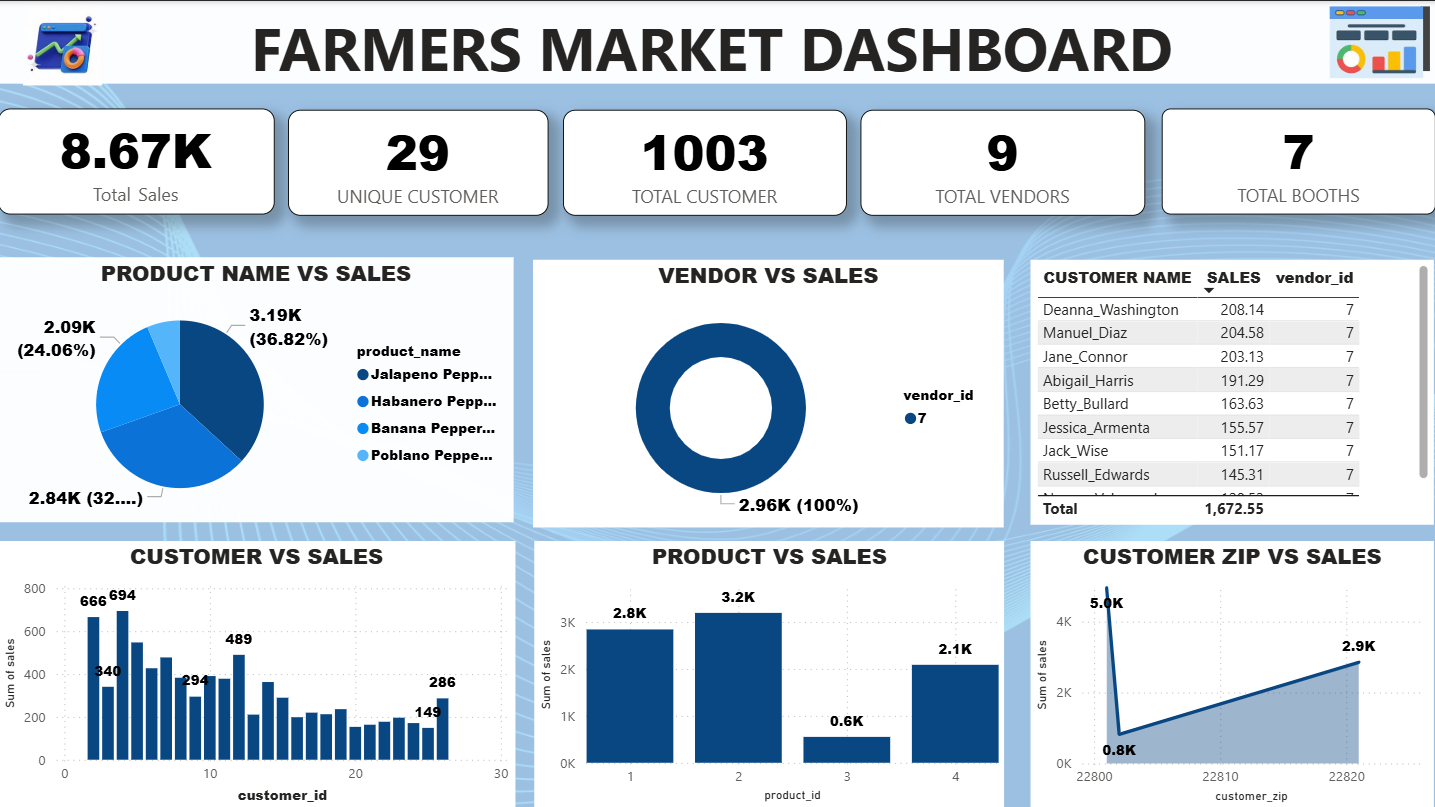 FARMERS MARKET DASHBOARD
8.67K
Total Sales
29
UNIQUE CUSTOMER
1003
TOTAL CUSTOMER
9
TOTAL VENDORS
7
TOTAL BOOTHS
PRODUCT NAME VS SALES
3.19K
(36.82%)
2.09K
(24.06%)
2.84K (32....)
product_name
Jalapeno Pepp...
Habanero Pepp...
Banana Pepper...
Poblano Peppe...
VENDOR VS SALES
vendor_id
7
2.96K (100%)
CUSTOMER NAME SALES vendor_id
Deanna_Washington 208.14 7
Manuel_Diaz 204.58 7
Jane_Connor 203.13 7
Abigail_Harris 191.29 7
Betty_Bullard 163.63 7
Jessica_Armenta 155.57 7
Jack_Wise 151.17 7
Russell_Edwards 145.31 7
Total 1,672.55
CUSTOMER VS SALES
Sum of sales
800
600
400
200
0
666
340
694
294
489
149
286
0 10 20 30
customer_id
PRODUCT VS SALES
Sum of sales
3K
2K
1K
0K
2.8K
3.2K
0.6K
2.1K
1 2 3 4
product_id
CUSTOMER ZIP VS SALES
Sum of sales
4K
2K
0K
5.0K
0.8K
2.9K
22800 22810 22820
customer_zip